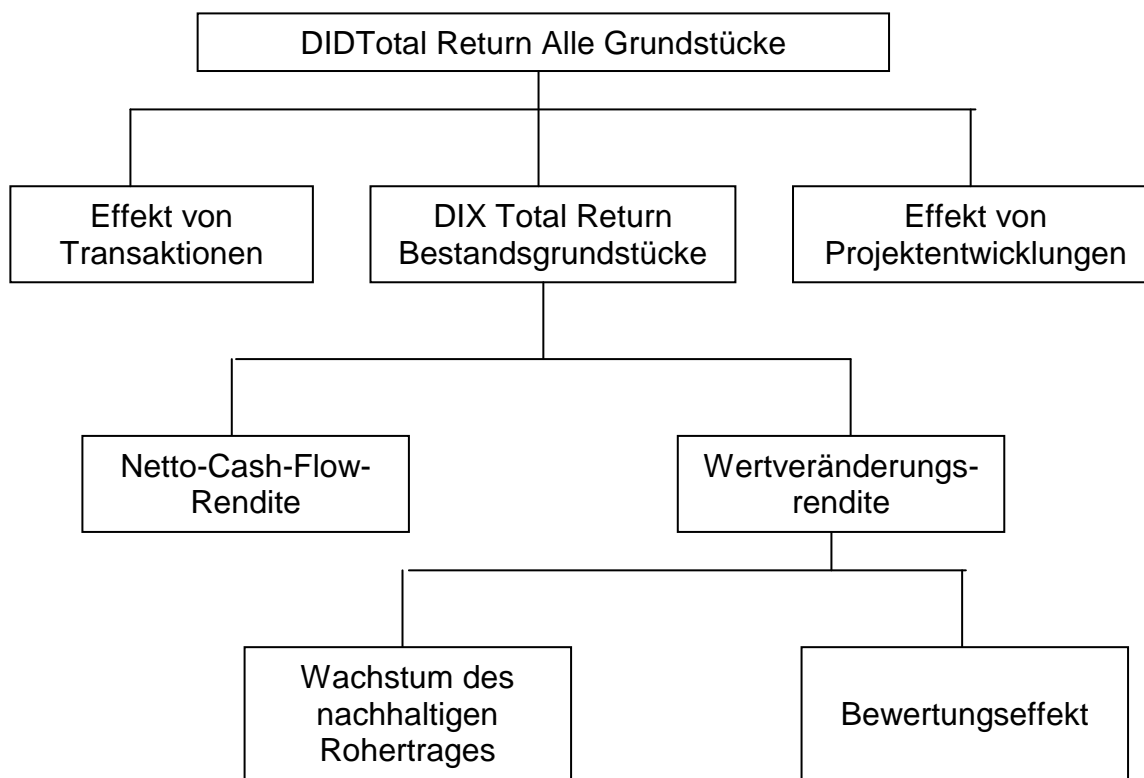 DIDTotal Return Alle Grundstücke
Effekt von
Transaktionen
DIX Total Return
Bestandsgrundstücke
Effekt von
Projektentwicklungen
Netto-Cash-Flow-
Rendite
Wertveränderungs-
rendite
Wachstum des
nachhaltigen
Rohertrages
Bewertungseffekt